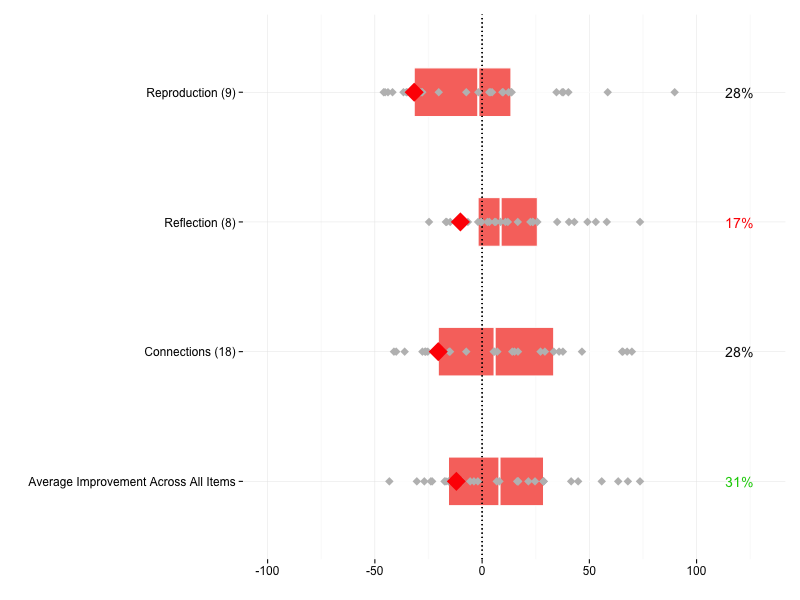 Reproduction (9)
28%
Reflection (8)
17%
Connections (18)
28%
Average Improvement Across All Items
31%
-100 -50 0 50 100